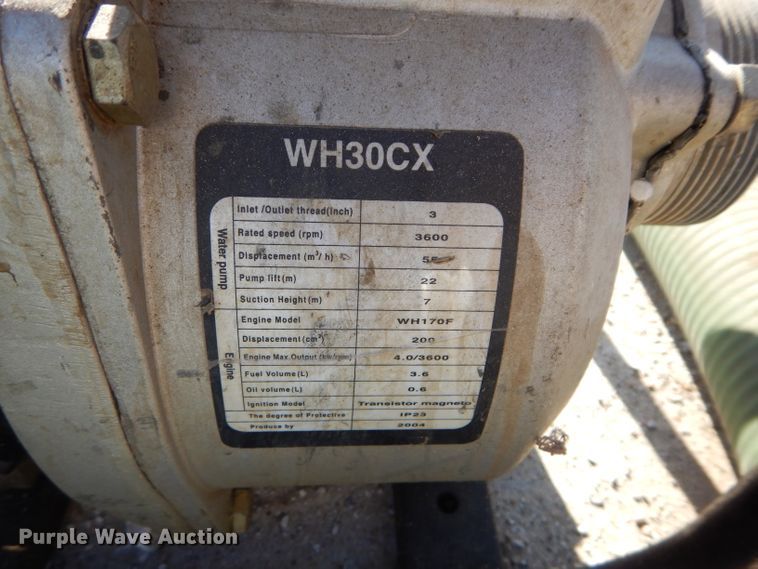 WH30CX
Water pump
Inlet /Outlet thread(inch) 3
Rated speed (rpm) 3600
Displacement (m³/ h)
Pump lift(m) 22
Suction Height(m) 7
Engine
Engine Model WH170F
Displacement(cm³) 200
Engine Max.Output (kw/rpm) 4.0/3600
Fuel Volume(L) 3.6
Oil volume(L) 0.6
Ignition Model Transistor magneto
The degree of Protective IP23
Produce by 2004
Purple Wave Auction